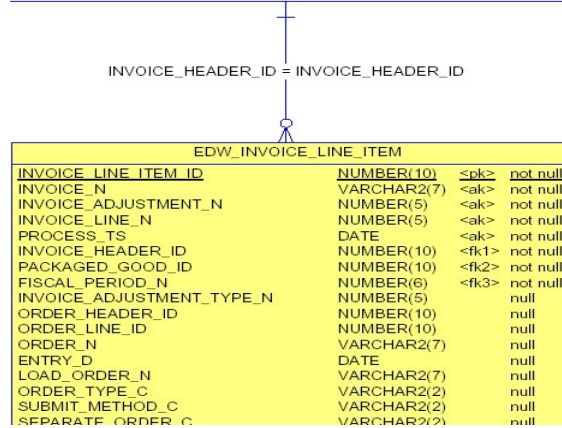 INVOICE_HEADER_ID = INVOICE_HEADER_ID
EDW_INVOICE_LINE_ITEM
INVOICE_LINE_ITEM_ID NUMBER(10) <pk> not null
INVOICE_N VARCHAR2(7) <ak> not null
INVOICE_ADJUSTMENT_N NUMBER(5) <ak> not null
INVOICE_LINE_N NUMBER(5) <ak> not null
PROCESS_TS DATE <ak> not null
INVOICE_HEADER_ID NUMBER(10) <fk1> not null
PACKAGED_GOOD_ID NUMBER(10) <fk2> not null
FISCAL_PERIOD_N NUMBER(6) <fk3> not null
INVOICE_ADJUSTMENT_TYPE_N NUMBER(5) null
ORDER_HEADER_ID NUMBER(10) null
ORDER_LINE_ID NUMBER(10) null
ORDER_N VARCHAR2(7) null
ENTRY_D DATE null
LOAD_ORDER_N VARCHAR2(7) null
ORDER_TYPE_C VARCHAR2(2) null
SUBMIT_METHOD_C VARCHAR2(2) null
SEPARATE_ORDER_C VARCHAR2(2) null